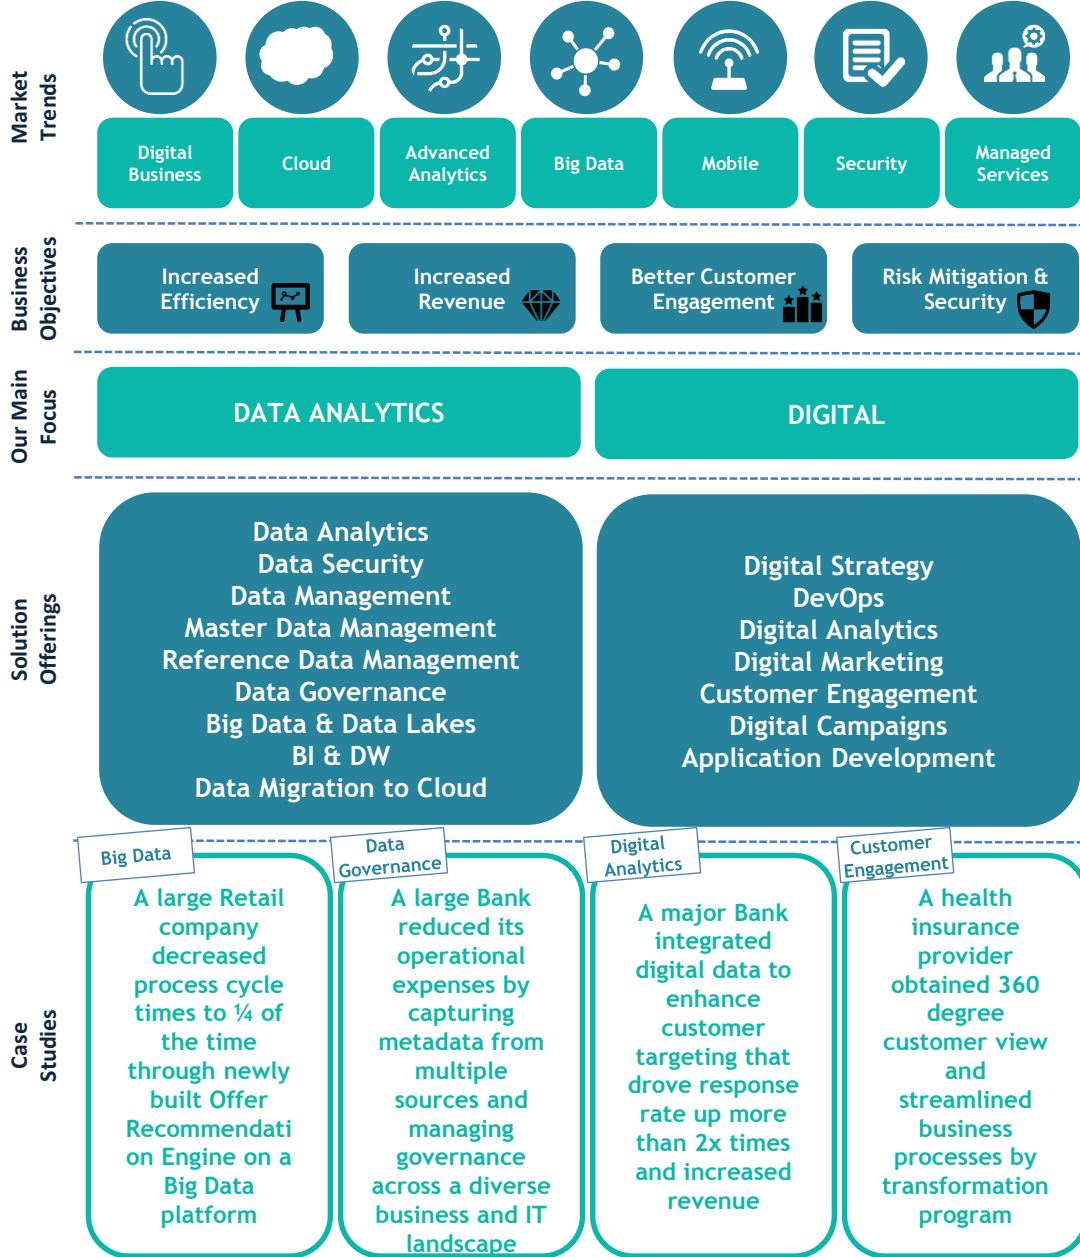 Market
Trends
Digital
Business
Cloud
Advanced
Analytics
Big Data
Mobile
Security
Managed
Services
Business
Objectives
Increased
Efficiency
Increased
Revenue
Better Customer
Engagement
Risk Mitigation &
Security
Our Main
Focus
DATA ANALYTICS
DIGITAL
Solution
Offerings
Data Analytics
Data Security
Data Management
Master Data Management
Reference Data Management
Data Governance
Big Data & Data Lakes
BI & DW
Data Migration to Cloud
Digital Strategy
DevOps
Digital Analytics
Digital Marketing
Customer Engagement
Digital Campaigns
Application Development
Case
Studies
Big Data
A large Retail
company
decreased
process cycle
times to ¼ of
the time
through newly
built Offer
Recommendati
on Engine on a
Big Data
platform
Data
Governance
A large Bank
reduced its
operational
expenses by
capturing
metadata from
multiple
sources and
managing
governance
across a diverse
business and IT
landscape
Digital
Analytics
A major Bank
integrated
digital data to
enhance
customer
targeting that
drove response
rate up more
than 2x times
and increased
revenue
Customer
Engagement
A health
insurance
provider
obtained 360
degree
customer view
and
streamlined
business
processes by
transformation
program